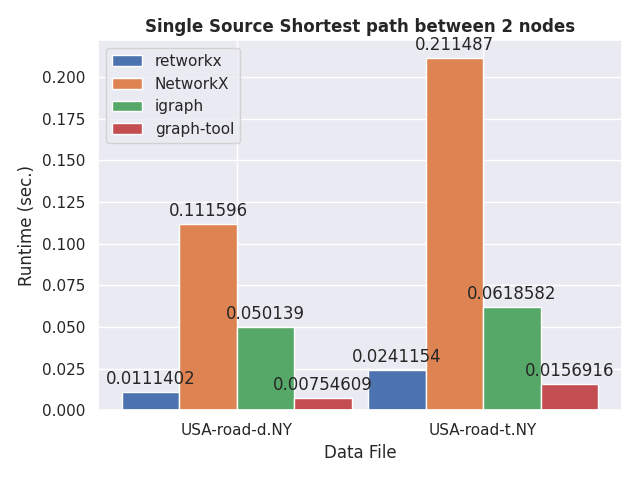 Single Source Shortest path between 2 nodes
retworkx
NetworkX
igraph
graph-tool
Runtime (sec.)
0.200
0.175
0.150
0.125
0.100
0.075
0.050
0.025
0.000
0.0111402
0.111596
0.050139
0.00754609
0.0241154
0.211487
0.0618582
0.0156916
USA-road-d.NY
USA-road-t.NY
Data File